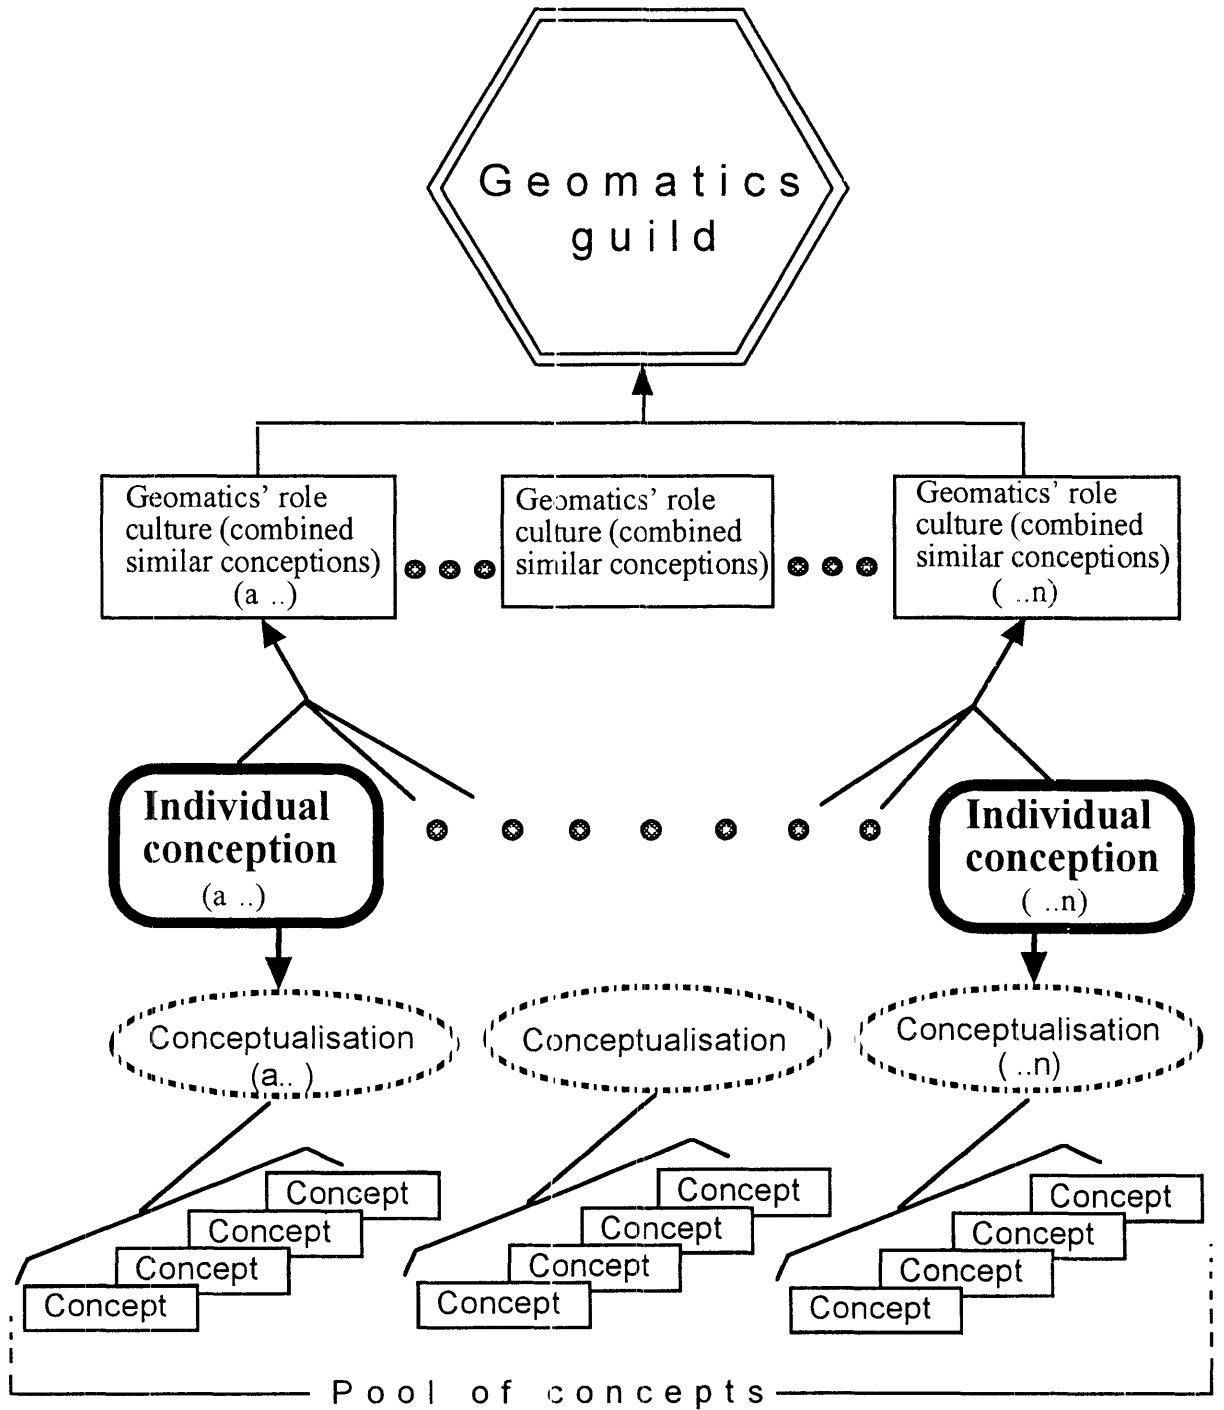 Geomatics
guild
Geomatics' role
culture (combined
similar conceptions)
(a ..)
Geomatics' role
culture (combined
similar conceptions)
Geomatics' role
culture (combined
similar conceptions)
( ..n)
Individual
conception
(a ..)
Individual
conception
( ..n)
Conceptualisation
(a.. )
Conceptualisation
Conceptualisation
( ..n)
Concept
Concept
Concept
Concept
Concept
Concept
Concept
Concept
Concept
Concept
Concept
Concept
Pool of concepts